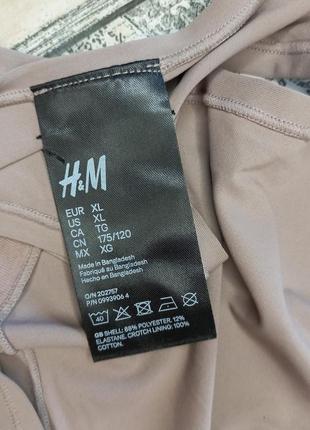 H&M
EUR XL
US XL
CA TG
CN 175/120
MX XG
Made in Bangladesh
Fabriqué au Bangladesh
Hecho en Bangladesh
O/N 202757
P/N 0993906 4
40
GB SHELL: 88% POLYESTER. 12%
ELASTANE. CROTCH LINING: 100%
COTTON.